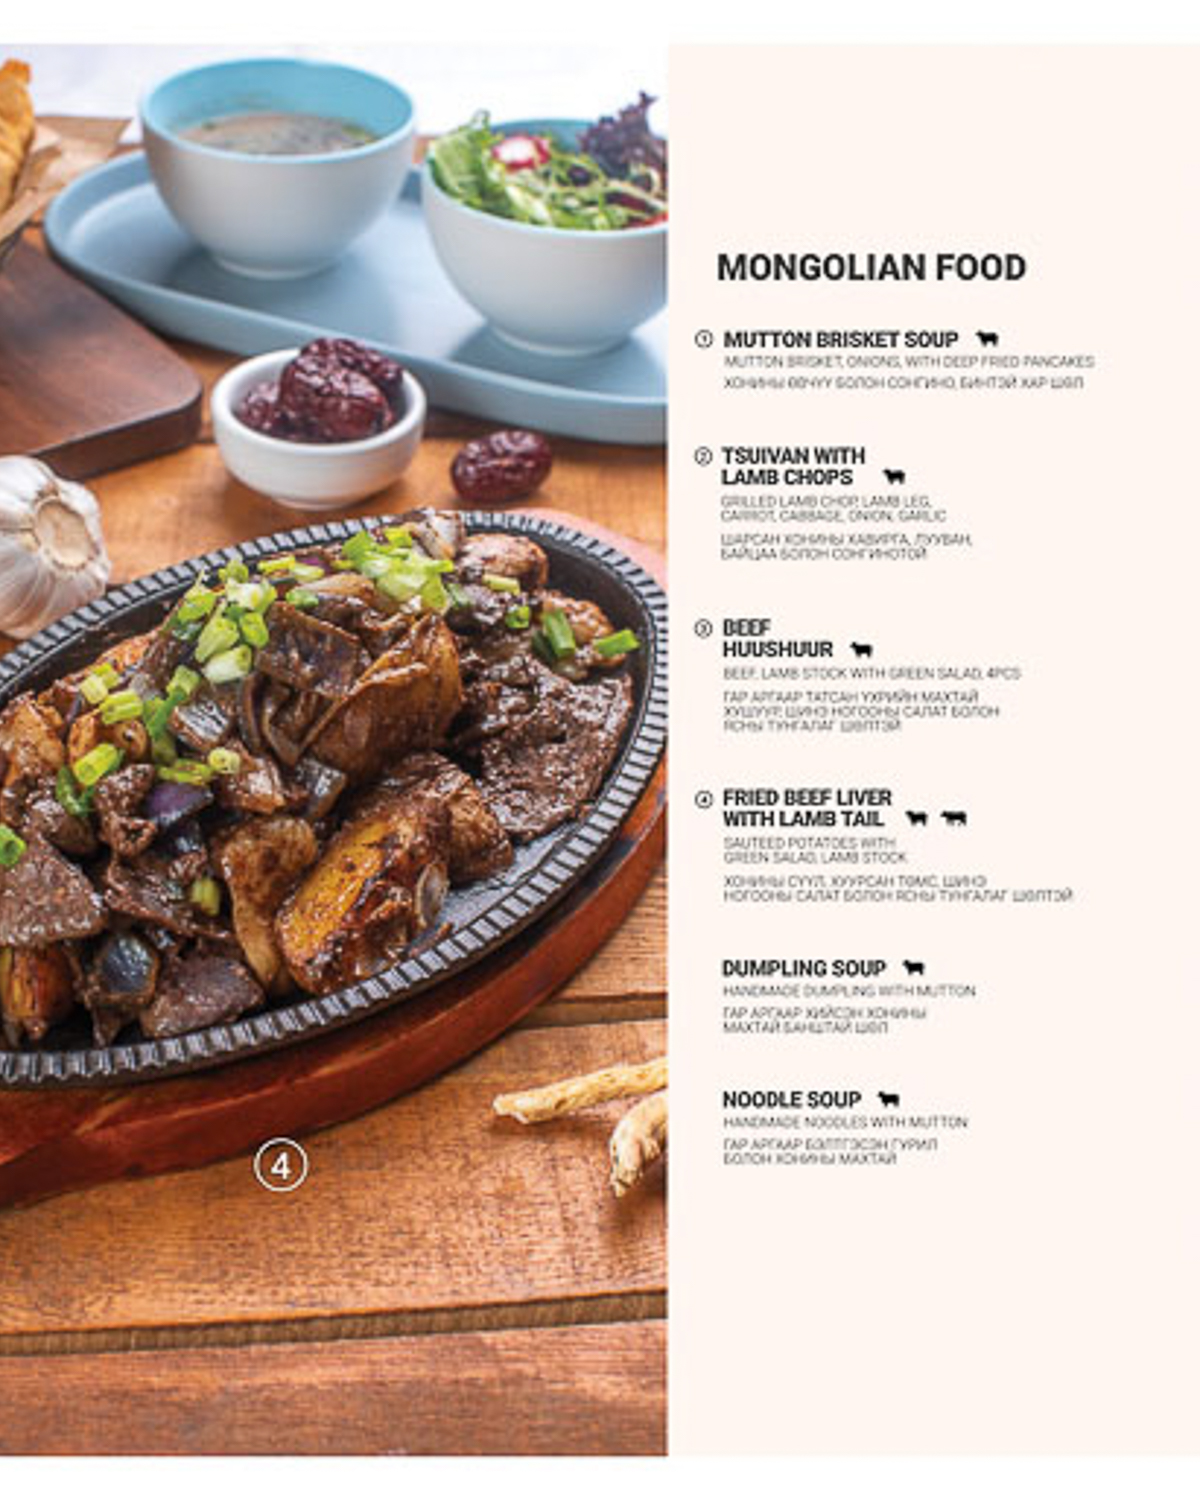 MONGOLIAN FOOD
1 MUTTON BRISKET SOUP
MUTTON BRISKET, ONIONS, WITH DEEP FRIED PANCAKES
ХОНИНЫ ӨВЧҮҮ БОЛОН СОНГИНО, БИНТЭЙ ХАР ШӨЛ
2 TSUIVAN WITH
LAMB CHOPS
GRILLED LAMB CHOP, LAMB LEG,
CARROT, CABBAGE, ONION, GARLIC
ШАРСАН ХОНИНЫ ХАВИРГА, ЛУУВАН,
БАЙЦАА БОЛОН СОНГИНОТОЙ
3 BEEF
HUUSHUUR
BEEF, LAMB STOCK WITH GREEN SALAD, 4PCS
ГАР АРГААР ТАТСАН ҮХРИЙН МАХТАЙ
ХУШУУР, ШИНЭ НОГООНЫ САЛАТ БОЛОН
ЯСНЫ ТУНГАЛАГ ШӨЛТЭЙ
4 FRIED BEEF LIVER
WITH LAMB TAIL
SAUTEED POTATOES WITH
GREEN SALAD, LAMB STOCK
ХОНИНЫ СҮҮЛ, ХУУРСАН ТӨМС, ШИНЭ
НОГООНЫ САЛАТ БОЛОН ЯСНЫ ТУНГАЛАГ ШӨЛТЭЙ
DUMPLING SOUP
HANDMADE DUMPLING WITH MUTTON
ГАР АРГААР ХИЙСЭН ХОНИНЫ
МАХТАЙ БАНШТАЙ ШӨЛ
NOODLE SOUP
HANDMADE NOODLES WITH MUTTON
ГАР АРГААР БЭЛТГЭСЭН ГУРИЛ
БОЛОН ХОНИНЫ МАХТАЙ
4